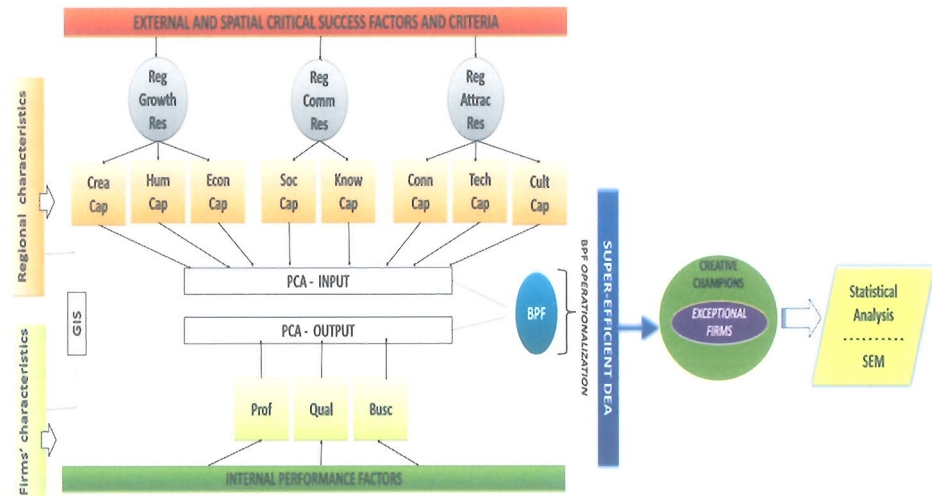 EXTERNAL AND SPATIAL CRITICAL SUCCESS FACTORS AND CRITERIA
Reg
Growth
Res
Reg
Comm
Res
Reg
Attrac
Res
Regional characteristics
Crea
Cap
Hum
Cap
Econ
Cap
Soc
Cap
Know
Cap
Conn
Cap
Tech
Cap
Cult
Cap
PCA - INPUT
PCA - OUTPUT
GIS
BPF
BPF OPERATIONALIZATION
SUPER-EFFICIENT DEA
CREATIVE
CHAMPIONS
EXCEPTIONAL
FIRMS
Statistical
Analysis
SEM
Firms' characteristics
Prof
Qual
Busc
INTERNAL PERFORMANCE FACTORS